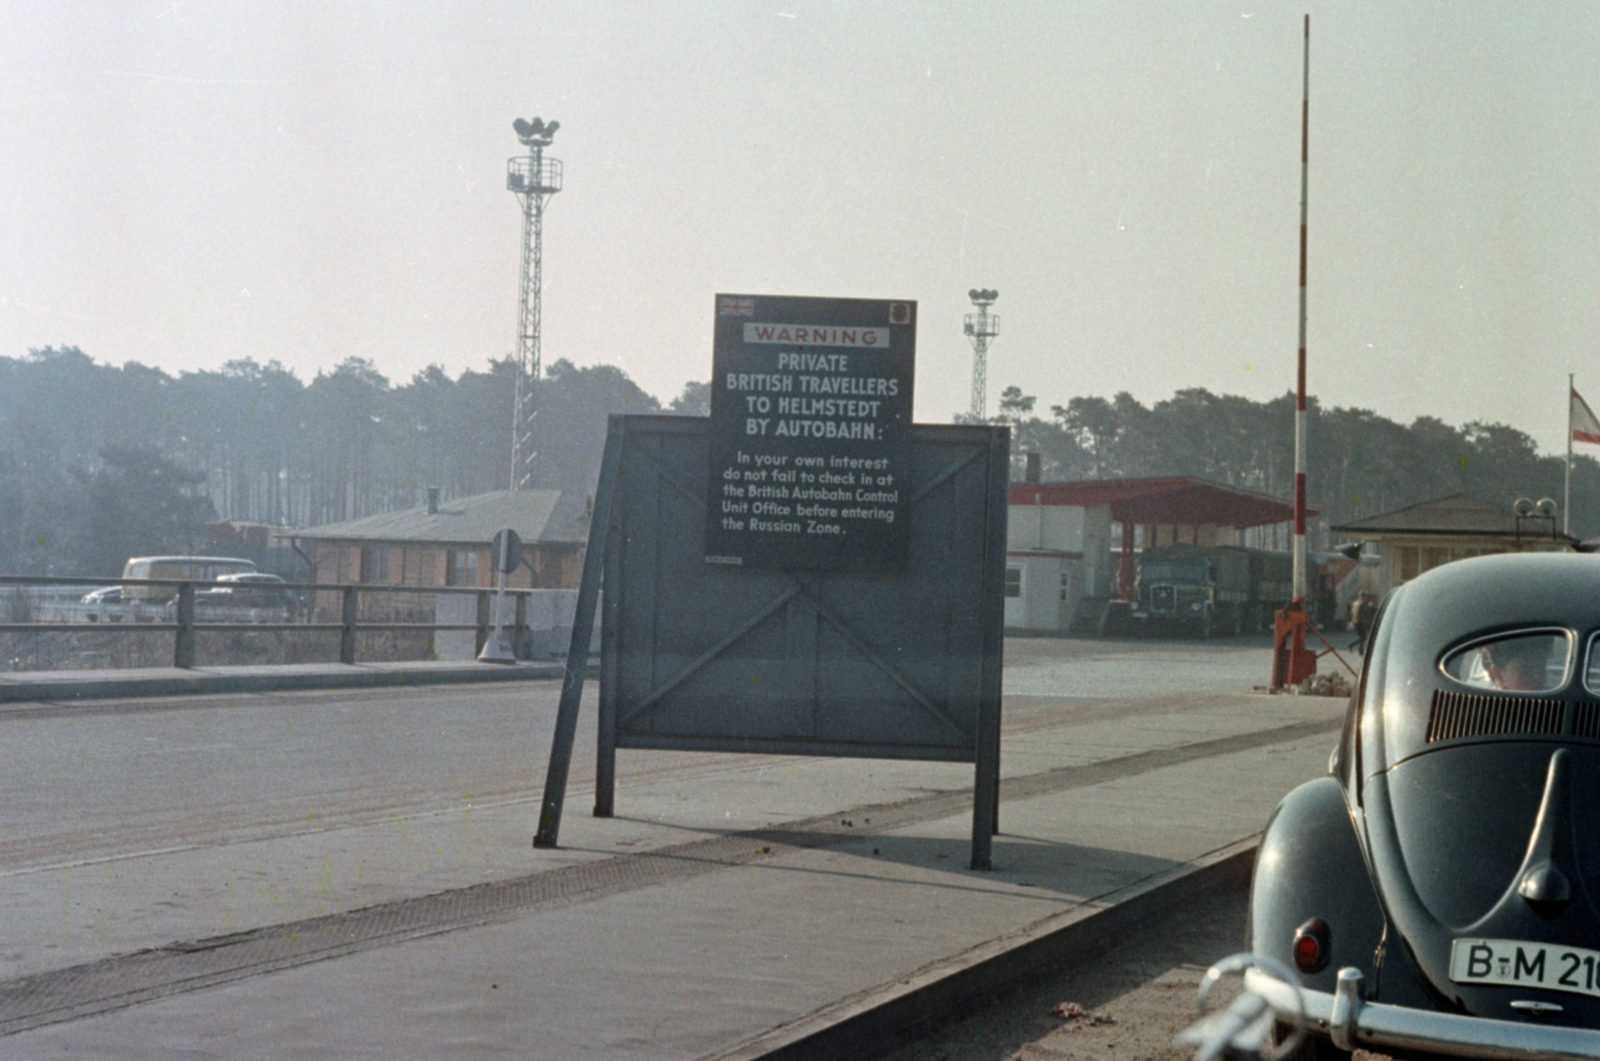 WARNING
PRIVATE
BRITISH TRAVELLERS
TO HELMSTEDT
BY AUTOBAHN:
In your own interest
do not fail to check in at
the British Autobahn Control
Unit Office before entering
the Russian Zone.
B-M 210